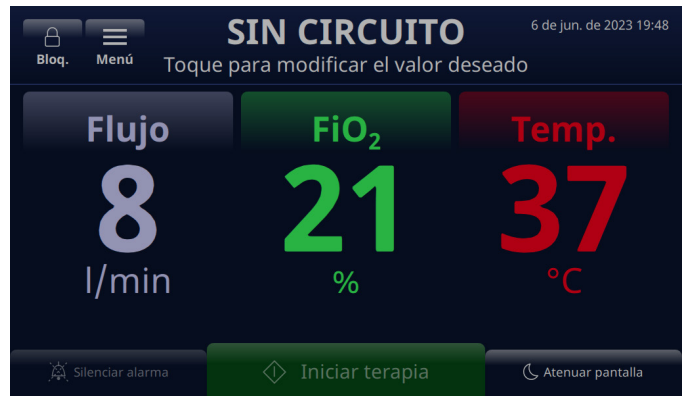 SIN CIRCUITO
6 de jun. de 2023 19:48
Bloq.
Menú
Toque para modificar el valor deseado
Flujo
FiO₂
Temp.
8
21
37
l/min
%
°C
Silenciar alarma
Iniciar terapia
Atenuar pantalla